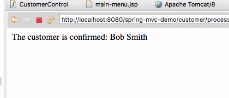 CustomerControl
main-menu.jsp
Apache Tomcat/8
http://localhost:8080/spring-mvc-demo/customer/process
The customer is confirmed: Bob Smith